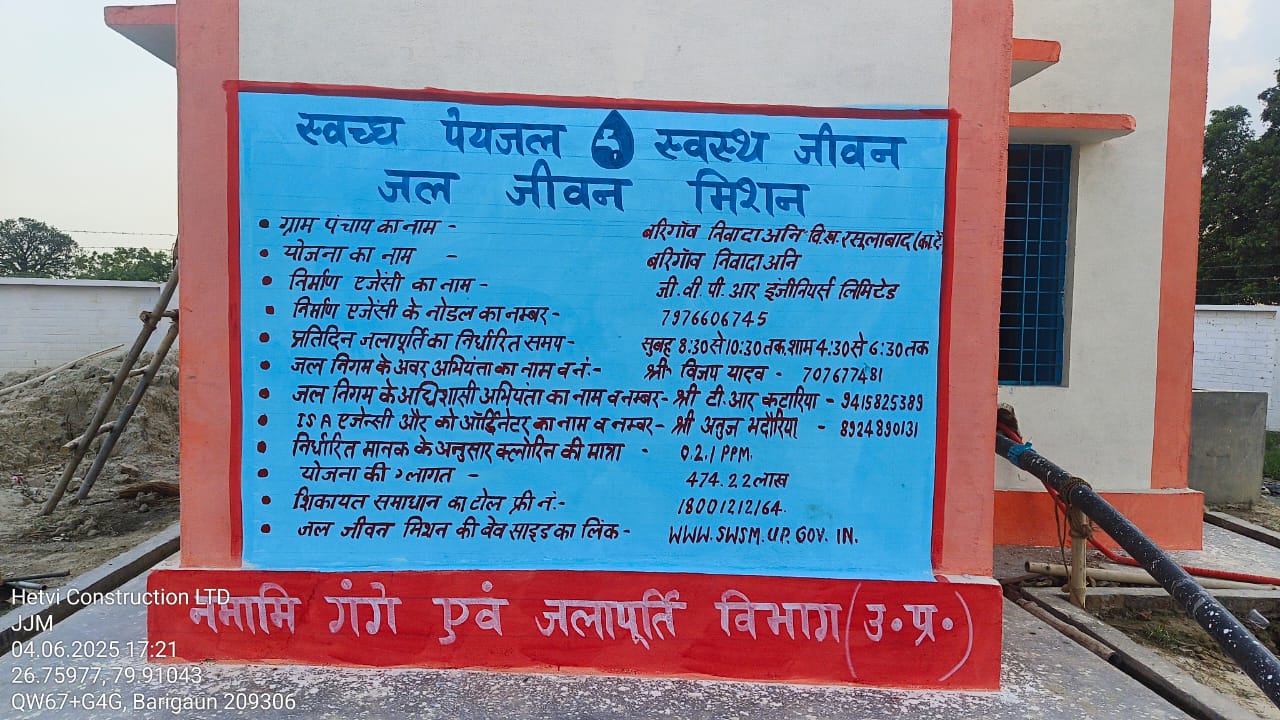 स्वच्छ पेयजल स्वस्थ जीवन
जल जीवन मिशन
• ग्राम पंचाप का नाम - बरिगाँव निवादा अनि वि.ख. रसूलाबाद (का.दे
• योजना का नाम - बरिगाँव निवादा अनि
• निर्माण एजेंसी का नाम - जी.वी.पी.आर इंजीनियर्स लिमिटेड
• निर्माण एजेंसी के नोडल का नम्बर - 7976606745
• प्रतिदिन जलापूर्ति का निर्धारित समप - सुबह 8:30 से 10:30 तक, शाम 4:30 से 6:30 तक
• जल निगम के अवर अभियंता का नाम व नं:- श्री विजप यादव - 707677481
• जल निगम के अधिशासी अभियंता का नाम व नम्बर - श्री टी.आर कटारिया - 9415825389
• ISA एजेन्सी और को ऑर्डिनेटर का नाम व नम्बर - श्री अनुज भदौरिया - 8924890131
• निर्धारित मानक के अनुसार क्लोरिन की मात्रा - 0.2.1 PPM.
• योजना की लागत - 474.22 लाख
• शिकायत समाधान का टोल फ्री नं:- 18001212164.
• जल जीवन मिशन की बेव साइड का लिंक - WWW.SWSM.UP.GOV.IN.
नमामि गंगे एवं जलापूर्ति विभाग (उ॰प्र॰)
Hetvi Construction LTD
JJM
04.06.2025 17:21
26.75977, 79.91043
QW67+G4G, Barigaun 209306